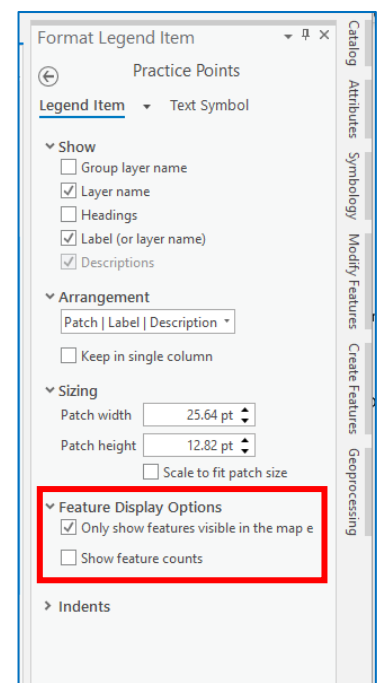 Format Legend Item
Practice Points
Legend Item Text Symbol
Show
Group layer name
Layer name
Headings
Label (or layer name)
Descriptions
Arrangement
Patch | Label | Description
Keep in single column
Sizing
Patch width 25.64 pt
Patch height 12.82 pt
Scale to fit patch size
Feature Display Options
Only show features visible in the map e
Show feature counts
Indents
Catalog
Attributes
Symbology
Modify Features
Create Features
Geoprocessing